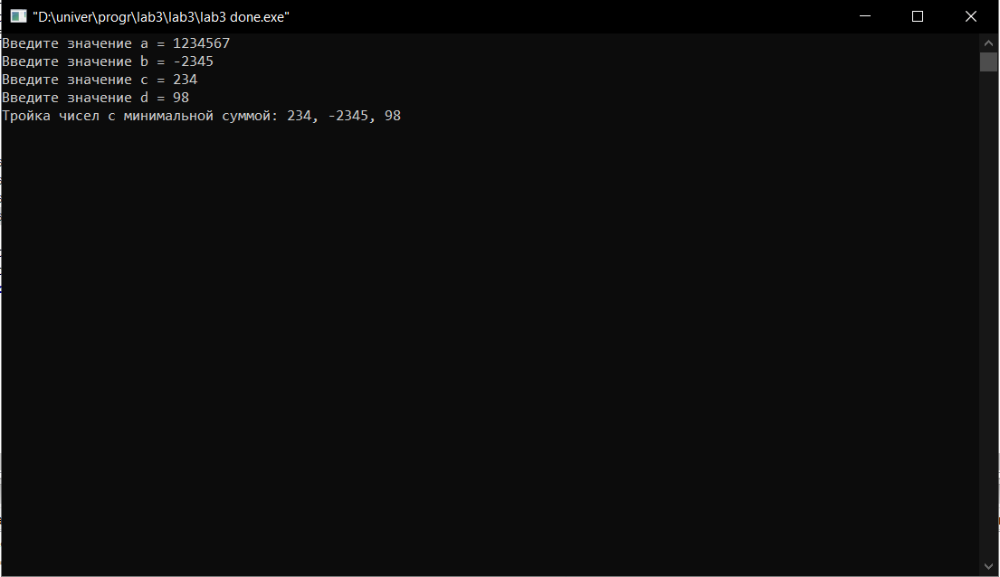 "D:\univer\progr\lab3\lab3\lab3 done.exe"
Введите значение a = 1234567
Введите значение b = -2345
Введите значение c = 234
Введите значение d = 98
Тройка чисел с минимальной суммой: 234, -2345, 98